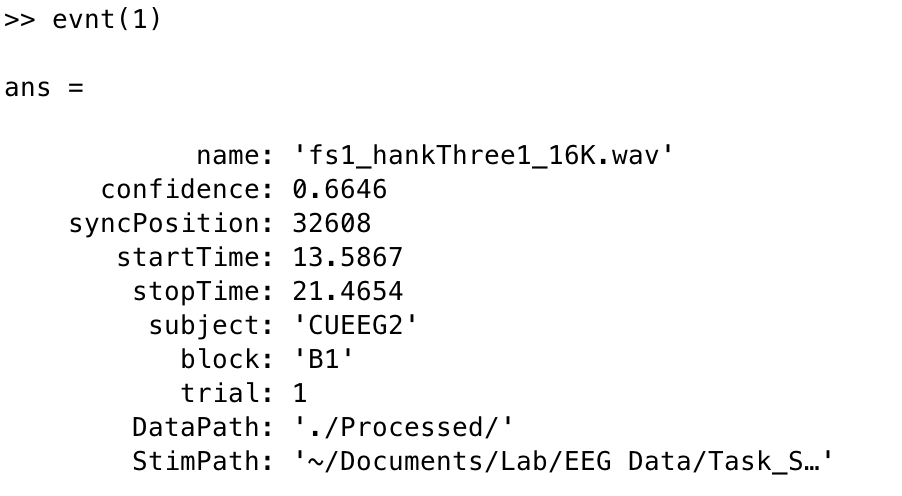 >> evnt(1)
ans =
name: 'fs1_hankThree1_16K.wav'
confidence: 0.6646
syncPosition: 32608
startTime: 13.5867
stopTime: 21.4654
subject: 'CUEEG2'
block: 'B1'
trial: 1
DataPath: './Processed/'
StimPath: '~/Documents/Lab/EEG Data/Task_S…'